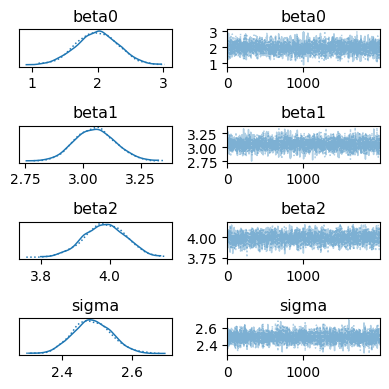 beta0 beta0
3
2
1
1 2 3 0 1000
beta1 beta1
3.25
3.00
2.75
2.75 3.00 3.25 0 1000
beta2 beta2
4.00
3.75
3.8 4.0 0 1000
sigma sigma
2.6
2.4
2.4 2.6 0 1000